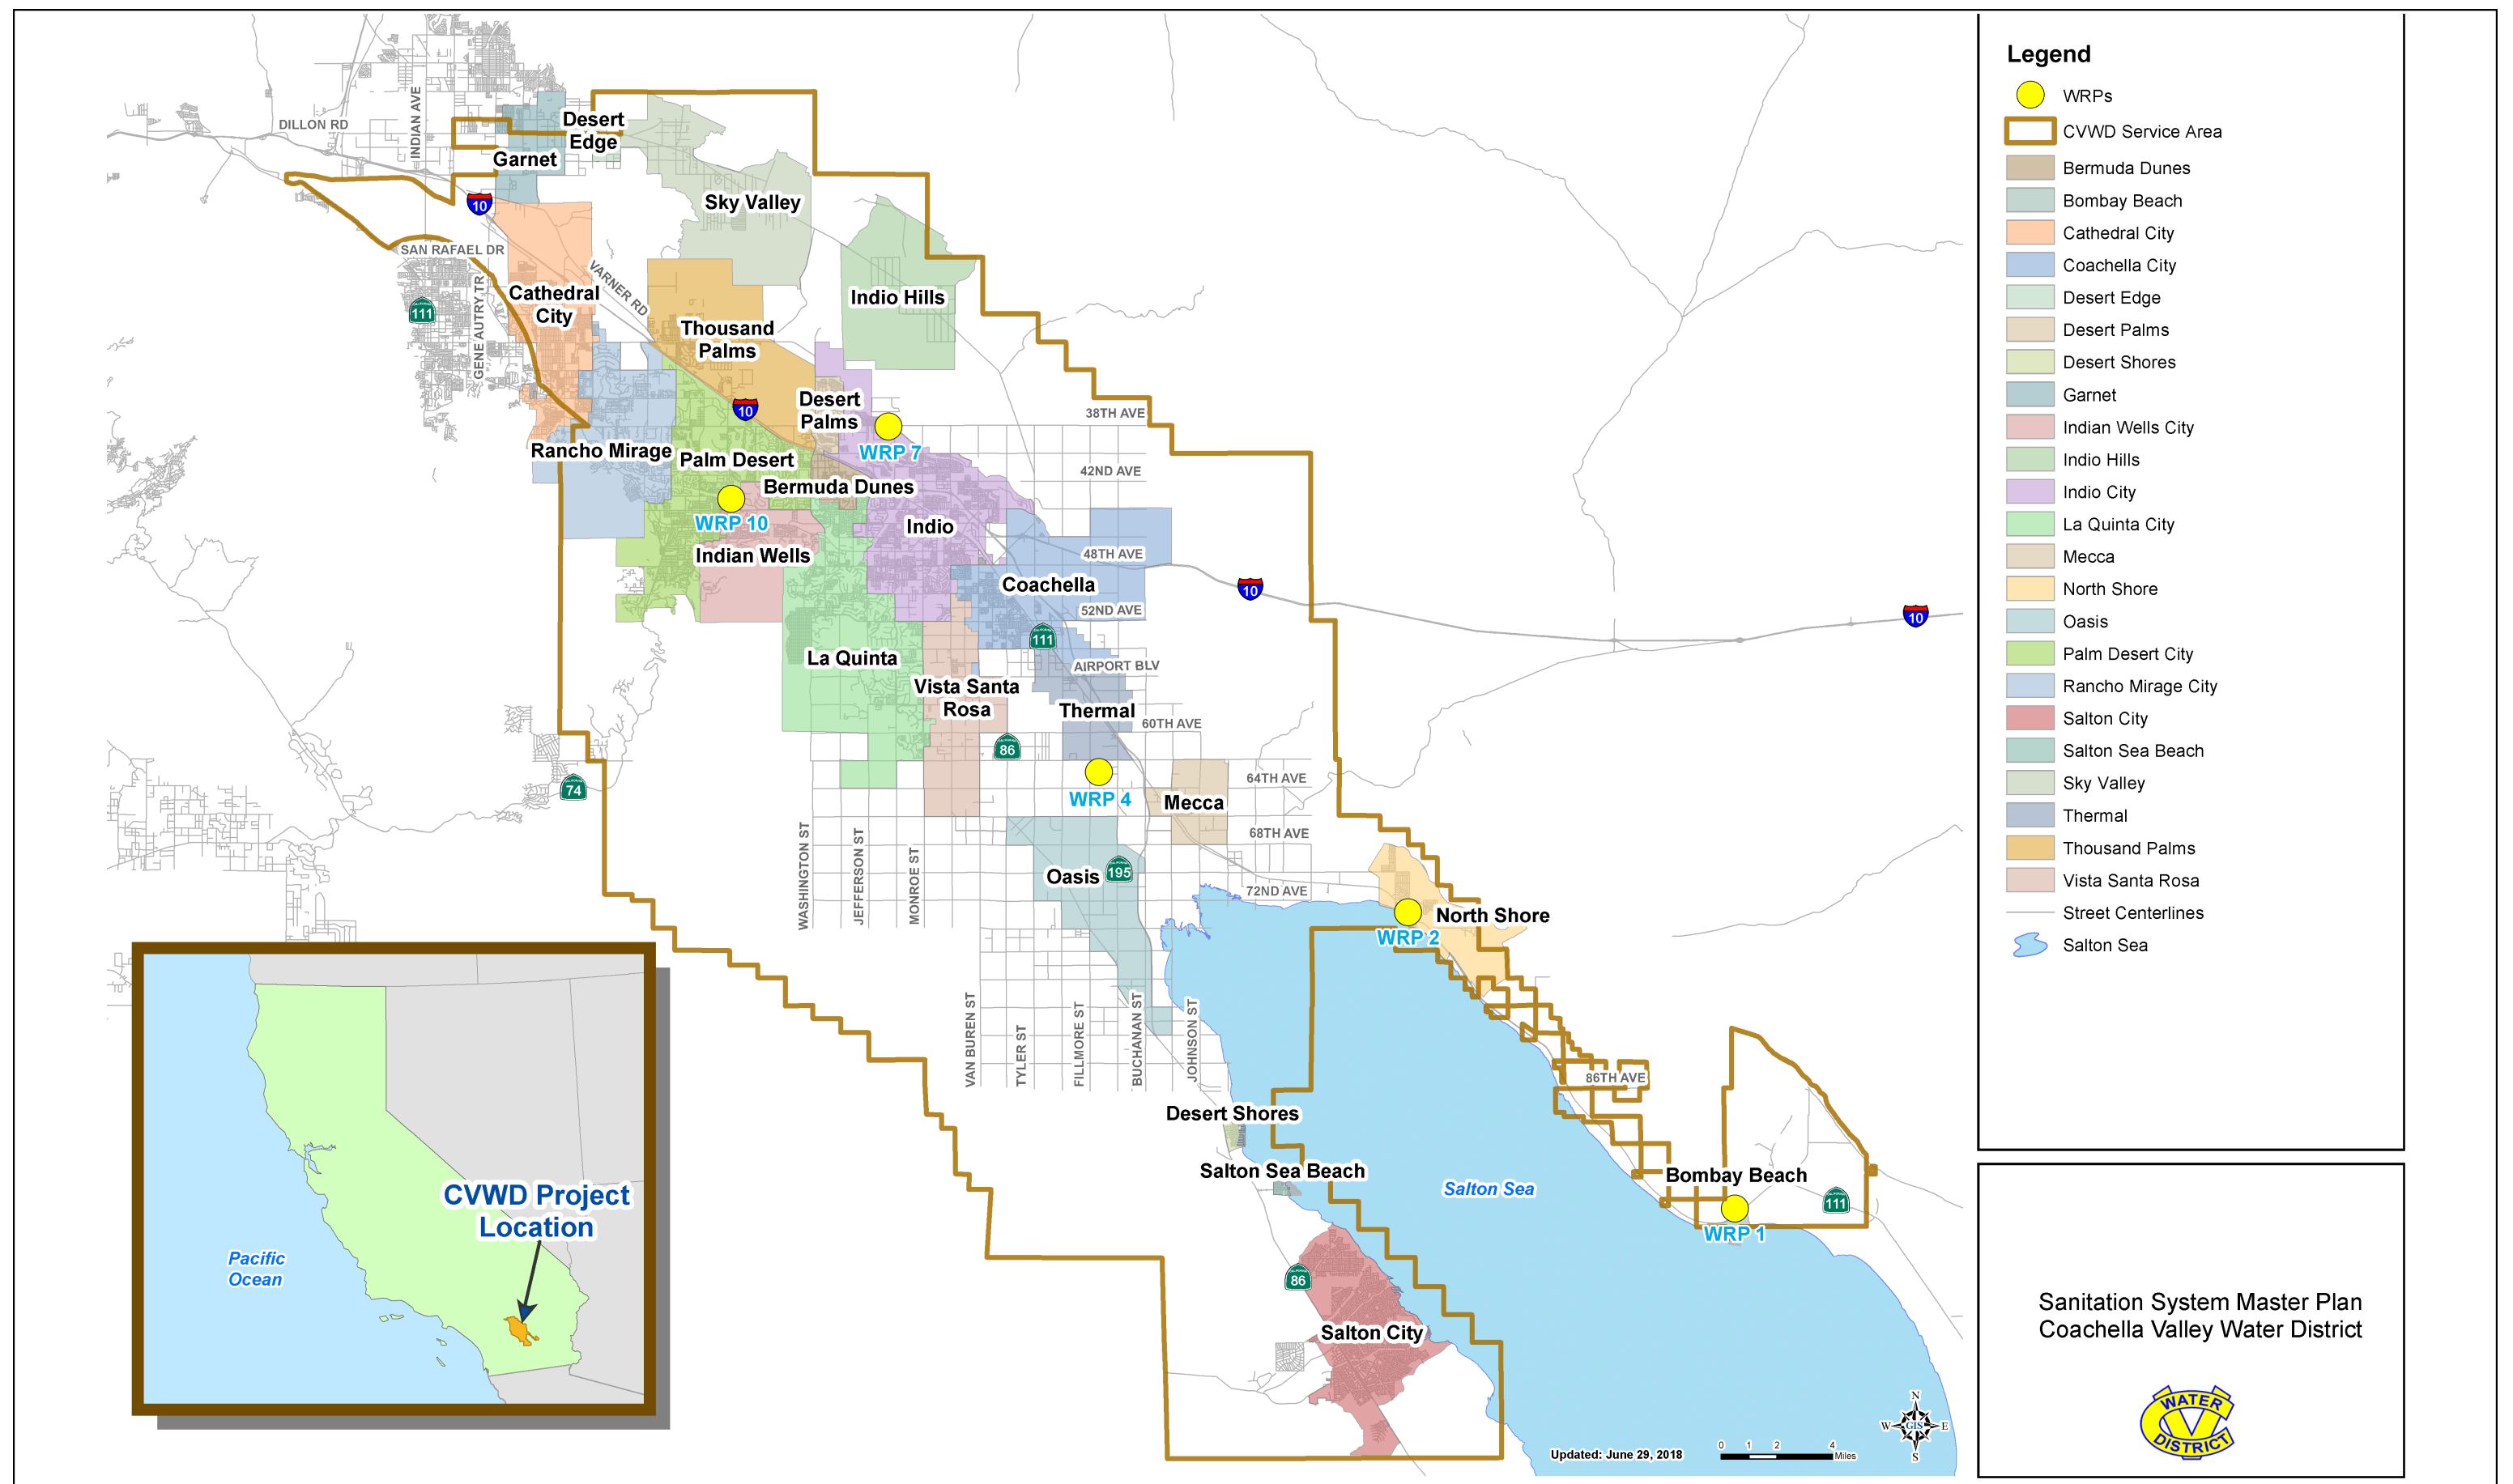 DILLON RD
INDIAN AVE
Desert
Edge
Garnet
10
Sky Valley
SAN RAFAEL DR
VARNER RD
GENE AUTRY TR
111
Cathedral
City
Indio Hills
Thousand
Palms
10
Desert
Palms
38TH AVE
Rancho Mirage
Palm Desert
WRP 7
42ND AVE
Bermuda Dunes
WRP 10
Indio
Indian Wells
48TH AVE
Coachella
10
10
52ND AVE
111
La Quinta
AIRPORT BLV
Vista Santa
Rosa
Thermal
60TH AVE
86
74
64TH AVE
WRP 4
Mecca
68TH AVE
WASHINGTON ST
JEFFERSON ST
MONROE ST
Oasis
195
72ND AVE
North Shore
WRP 2
VAN BUREN ST
TYLER ST
FILLMORE ST
BUCHANAN ST
JOHNSON ST
86TH AVE
Desert Shores
Salton Sea Beach
Salton Sea
Bombay Beach
111
WRP 1
86
Salton City
CVWD Project
Location
Pacific
Ocean
Updated: June 29, 2018
0 1 2 4
Miles
N
W GIS E
S
Legend
WRPs
CVWD Service Area
Bermuda Dunes
Bombay Beach
Cathedral City
Coachella City
Desert Edge
Desert Palms
Desert Shores
Garnet
Indian Wells City
Indio Hills
Indio City
La Quinta City
Mecca
North Shore
Oasis
Palm Desert City
Rancho Mirage City
Salton City
Salton Sea Beach
Sky Valley
Thermal
Thousand Palms
Vista Santa Rosa
Street Centerlines
Salton Sea
Sanitation System Master Plan
Coachella Valley Water District
WATER
CV
DISTRICT